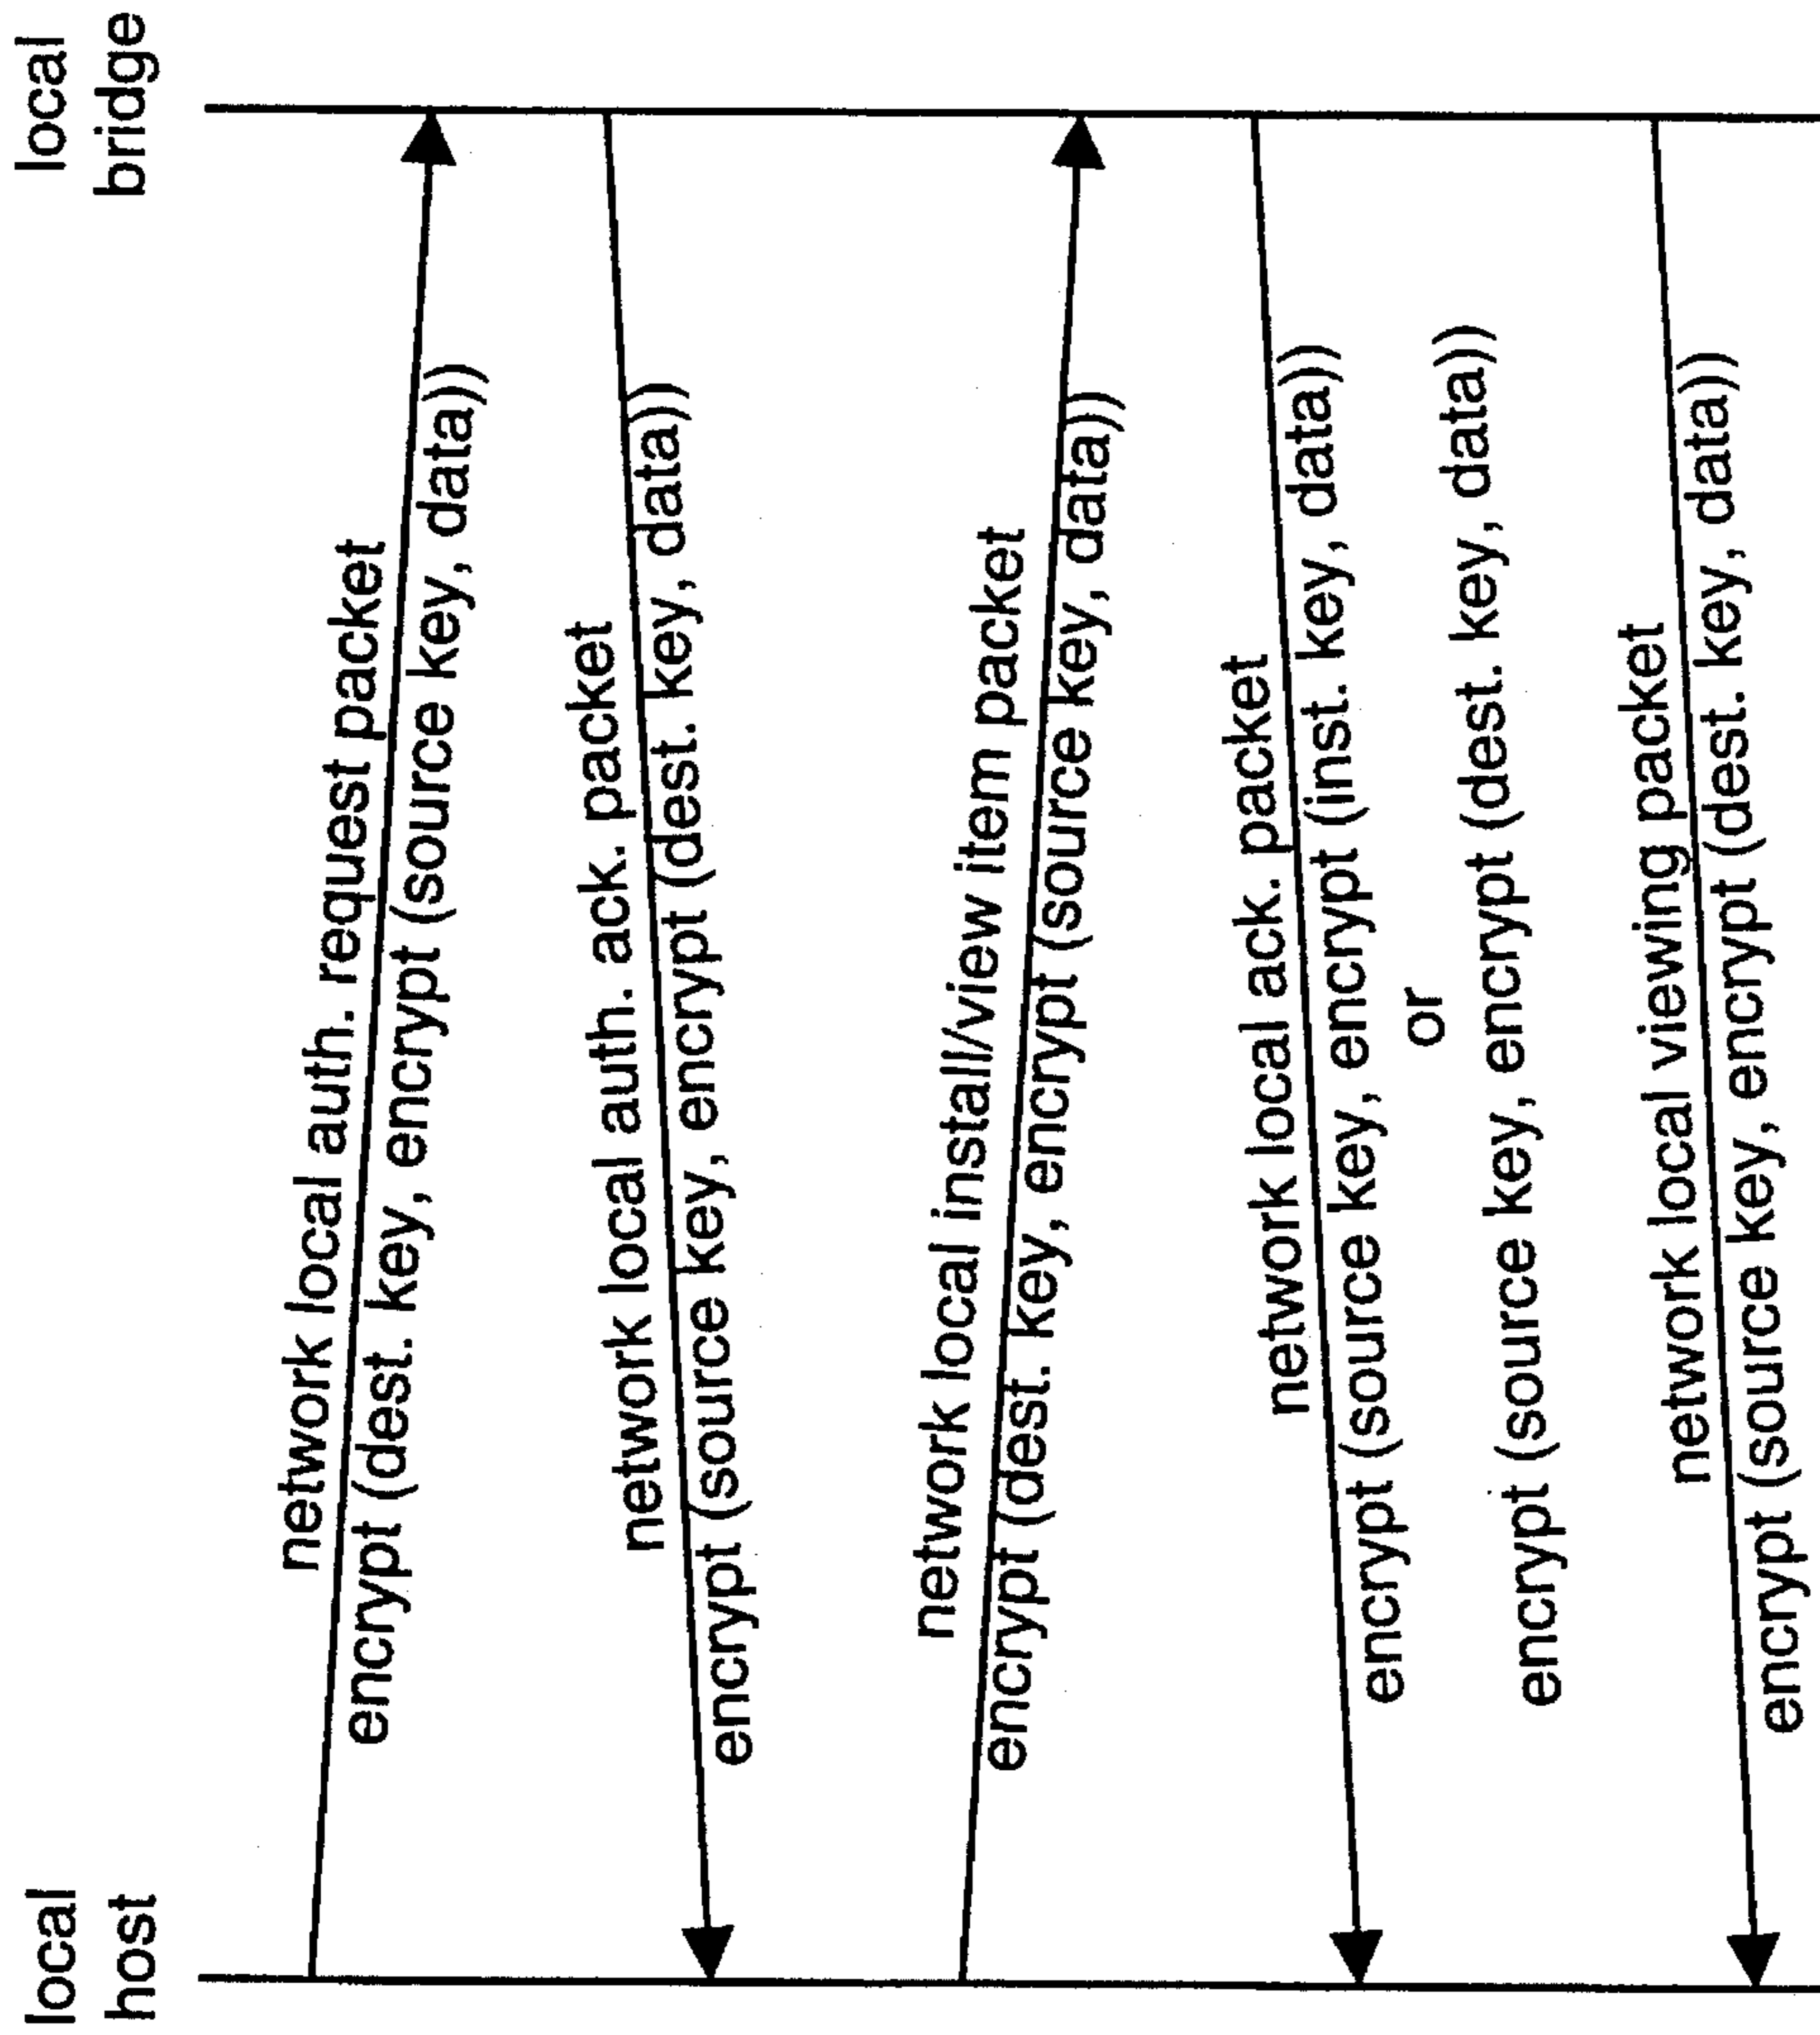 local
host
local
bridge
network local auth. request packet
encrypt (dest. key, encrypt (source key, data))
network local auth. ack. packet
encrypt (source key, encrypt (dest. key, data))
network local install/view item packet
encrypt (dest. key, encrypt (source key, data))
network local ack. packet
encrypt (source key, encrypt (inst. key, data))
or
encrypt (source key, encrypt (dest. key, data))
network local viewing packet
encrypt (source key, encrypt (dest. key, data))